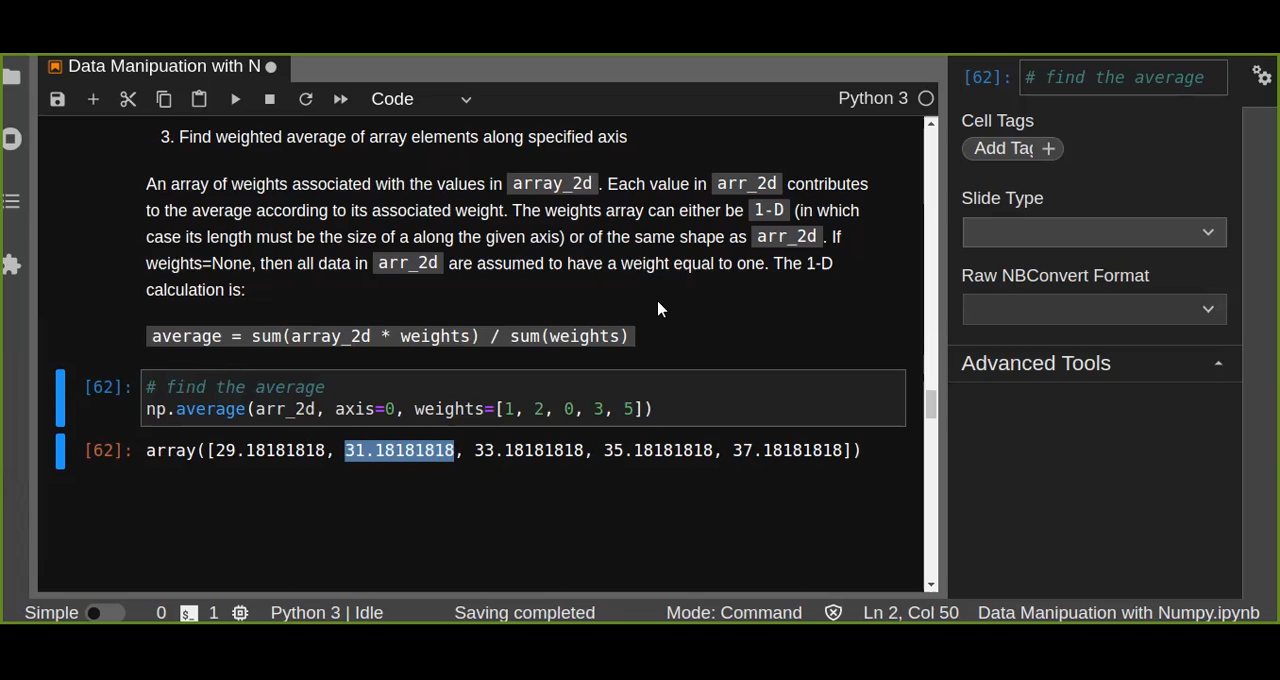 Data Manipuation with N
Code
Python 3
3. Find weighted average of array elements along specified axis
An array of weights associated with the values in array_2d. Each value in arr_2d contributes
to the average according to its associated weight. The weights array can either be 1-D (in which
case its length must be the size of a along the given axis) or of the same shape as arr_2d. If
weights=None, then all data in arr_2d are assumed to have a weight equal to one. The 1-D
calculation is:
average = sum(array_2d * weights) / sum(weights)
[62]: # find the average
np.average(arr_2d, axis=0, weights=[1, 2, 0, 3, 5])
[62]: array([29.18181818, 31.18181818, 33.18181818, 35.18181818, 37.18181818])
[62]: # find the average
Cell Tags
Add Tag +
Slide Type
Raw NBConvert Format
Advanced Tools
Simple 0 $_ 1 Python 3 | Idle Saving completed Mode: Command Ln 2, Col 50 Data Manipuation with Numpy.ipynb